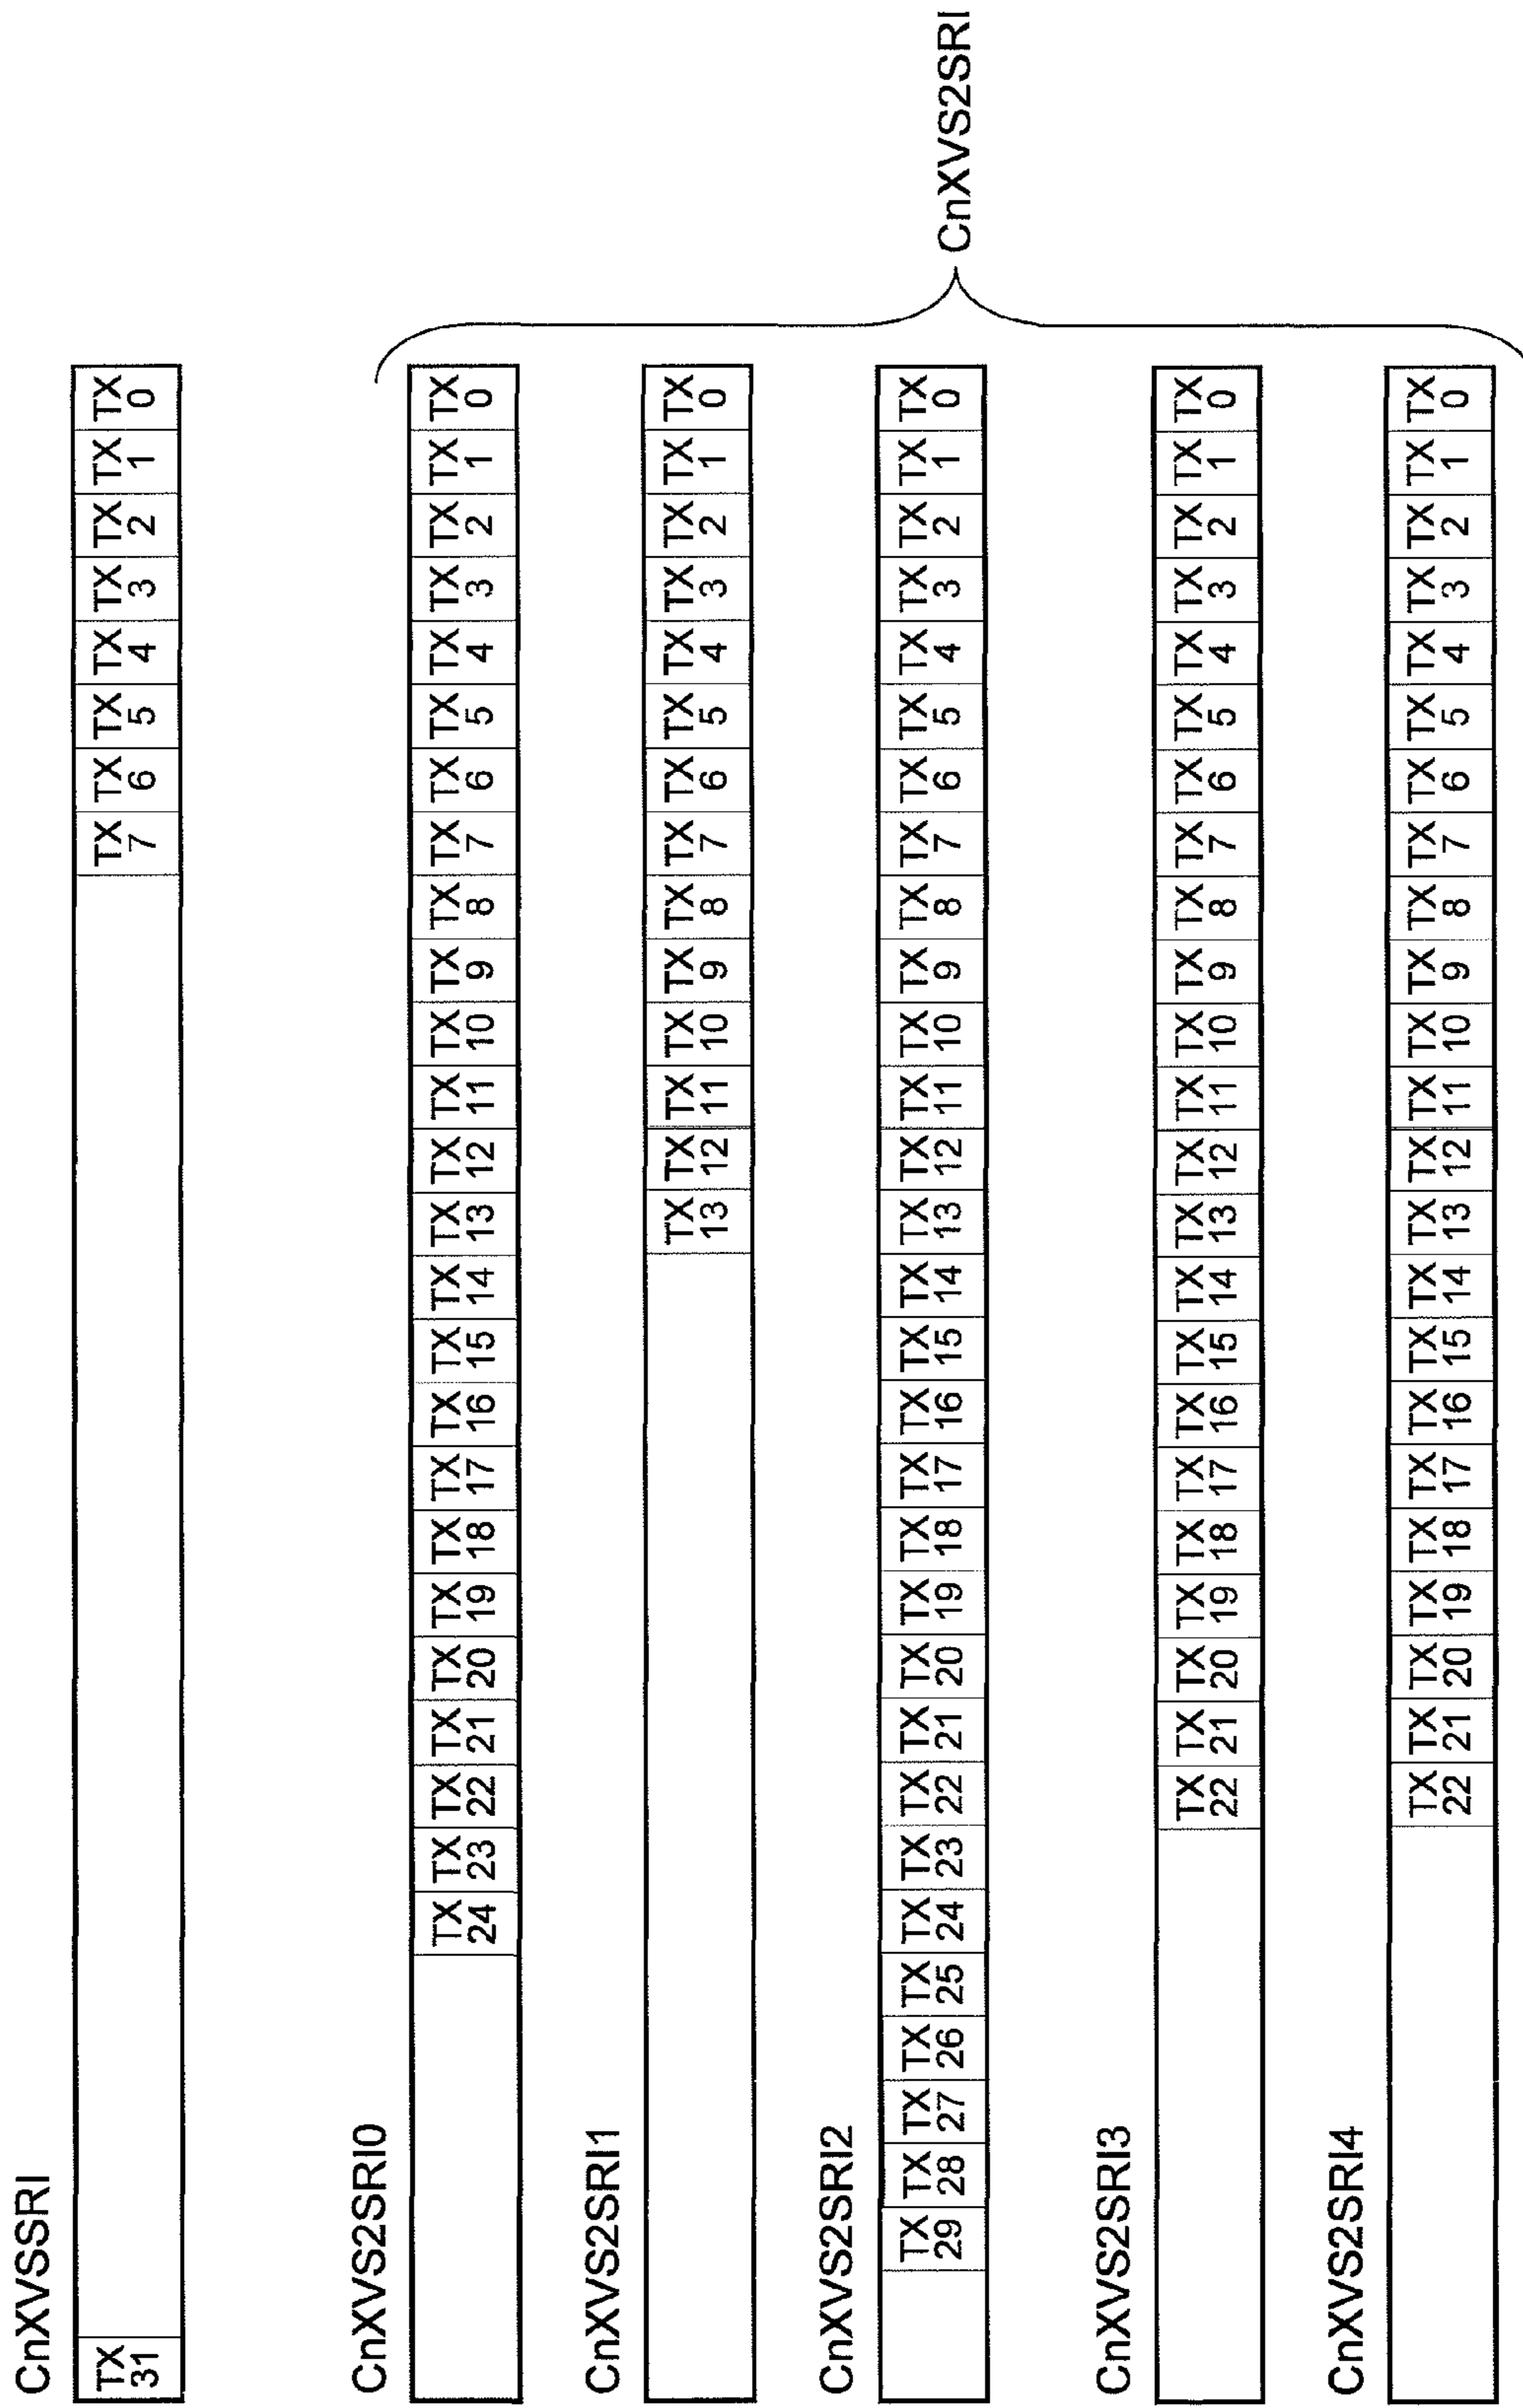 CnXVSSRI
TX 31 TX 7 TX 6 TX 5 TX 4 TX 3 TX 2 TX 1 TX 0
CnXVS2SRI0
TX 24 TX 23 TX 22 TX 21 TX 20 TX 19 TX 18 TX 17 TX 16 TX 15 TX 14 TX 13 TX 12 TX 11 TX 10 TX 9 TX 8 TX 7 TX 6 TX 5 TX 4 TX 3 TX 2 TX 1 TX 0
CnXVS2SRI1
TX 13 TX 12 TX 11 TX 10 TX 9 TX 8 TX 7 TX 6 TX 5 TX 4 TX 3 TX 2 TX 1 TX 0
CnXVS2SRI2
TX 29 TX 28 TX 27 TX 26 TX 25 TX 24 TX 23 TX 22 TX 21 TX 20 TX 19 TX 18 TX 17 TX 16 TX 15 TX 14 TX 13 TX 12 TX 11 TX 10 TX 9 TX 8 TX 7 TX 6 TX 5 TX 4 TX 3 TX 2 TX 1 TX 0
CnXVS2SRI
CnXVS2SRI3
TX 22 TX 21 TX 20 TX 19 TX 18 TX 17 TX 16 TX 15 TX 14 TX 13 TX 12 TX 11 TX 10 TX 9 TX 8 TX 7 TX 6 TX 5 TX 4 TX 3 TX 2 TX 1 TX 0
CnXVS2SRI4
TX 22 TX 21 TX 20 TX 19 TX 18 TX 17 TX 16 TX 15 TX 14 TX 13 TX 12 TX 11 TX 10 TX 9 TX 8 TX 7 TX 6 TX 5 TX 4 TX 3 TX 2 TX 1 TX 0